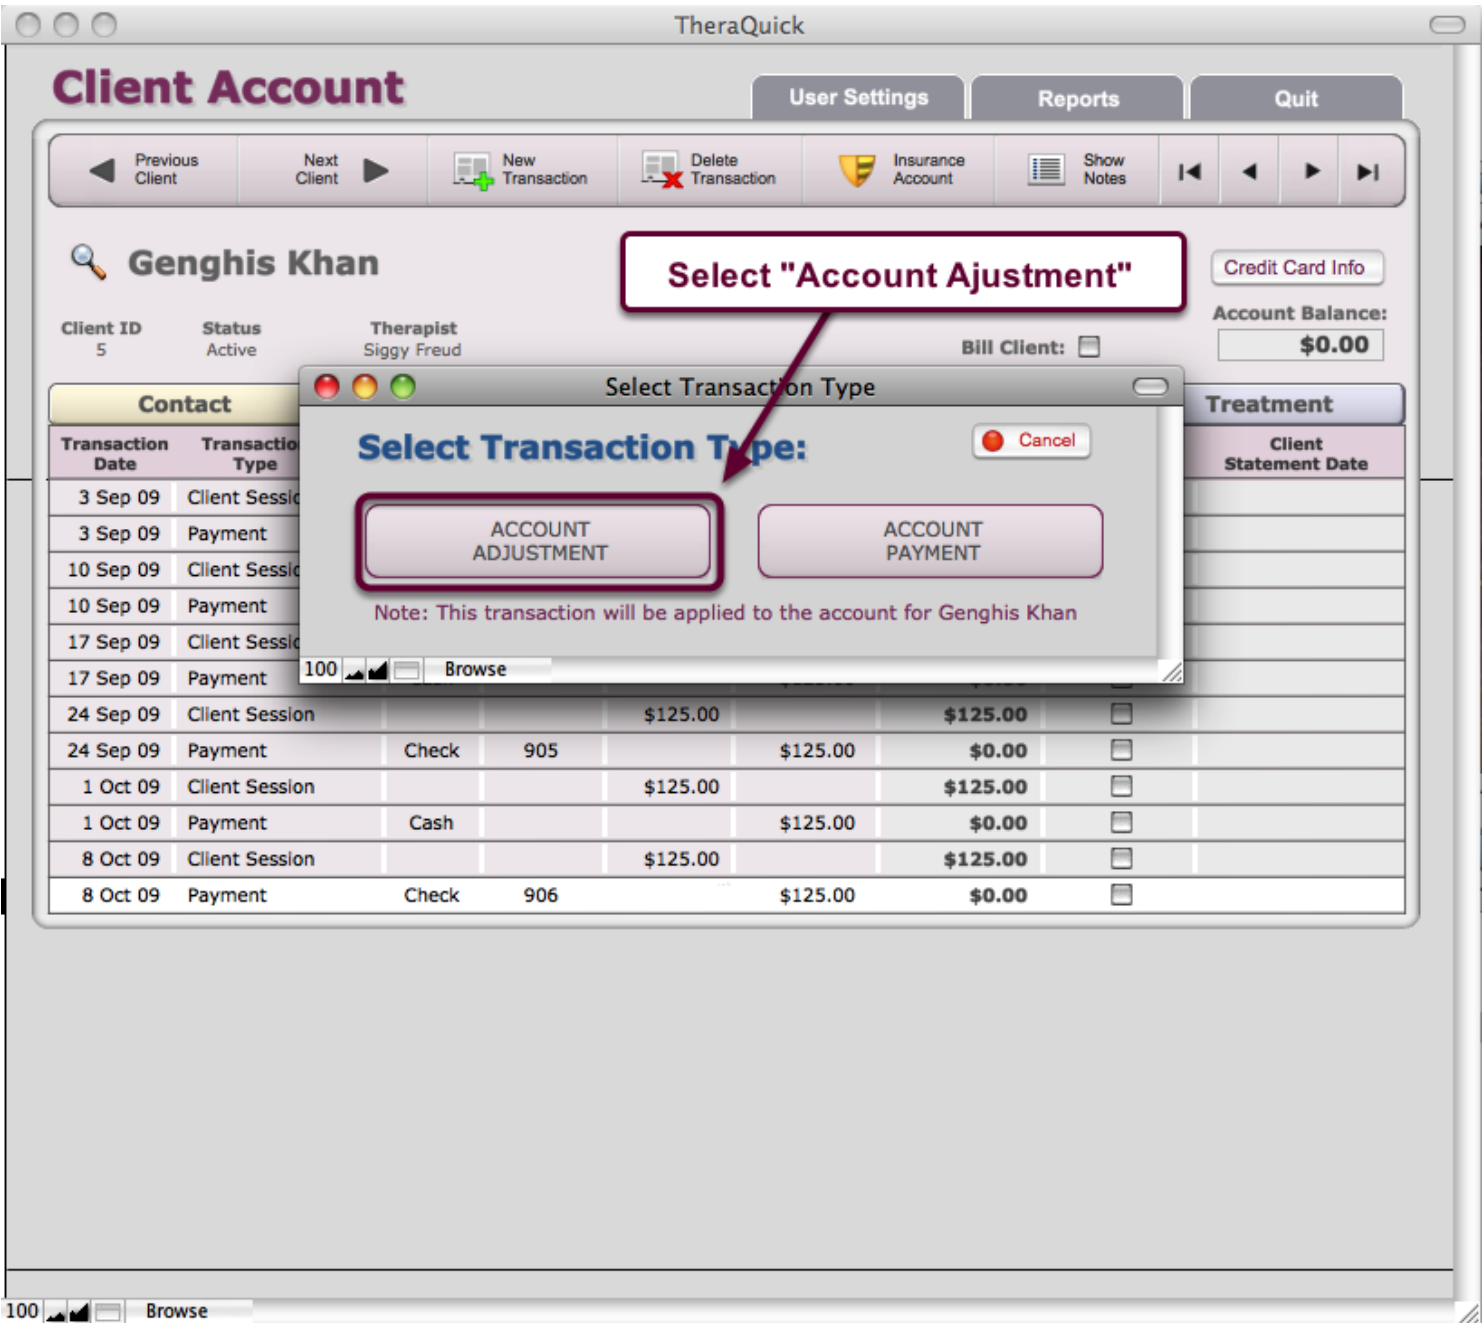 TheraQuick
Client Account
User Settings
Reports
Quit
Previous
Client
Next
Client
New
Transaction
Delete
Transaction
Insurance
Account
Show
Notes
Genghis Khan
Select "Account Ajustment"
Credit Card Info
Client ID
5
Status
Active
Therapist
Siggy Freud
Bill Client:
Account Balance:
$0.00
Contact
Treatment
Transaction
Date
Type
Client
Statement Date
Select Transaction Type
Select Transaction Type:
Cancel
ACCOUNT
ADJUSTMENT
ACCOUNT
PAYMENT
Note: This transaction will be applied to the account for Genghis Khan
100 Browse
3 Sep 09 Client
3 Sep 09 Payment
10 Sep 09 Client
10 Sep 09 Payment
17 Sep 09 Client
17 Sep 09 Payment
24 Sep 09 Client Session $125.00 $125.00
24 Sep 09 Payment Check 905 $125.00 $0.00
1 Oct 09 Client Session $125.00 $125.00
1 Oct 09 Payment Cash $125.00 $0.00
8 Oct 09 Client Session $125.00 $125.00
8 Oct 09 Payment Check 906 $125.00 $0.00
100 Browse